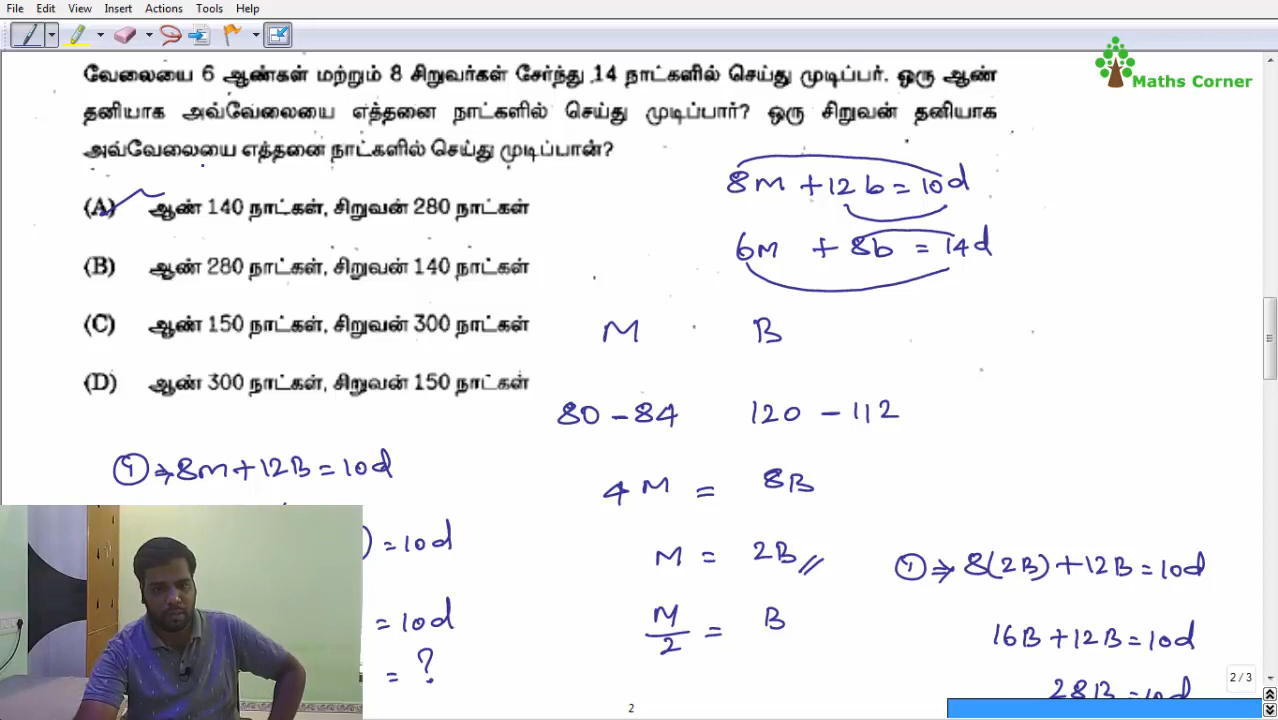 File Edit View Insert Actions Tools Help
வேலையை 6 ஆண்கள் மற்றும் 8 சிறுவர்கள் சேர்ந்து 14 நாட்களில் செய்து முடிப்பர். ஒரு ஆண்
தனியாக அவ்வேலையை எத்தனை நாட்களில் செய்து முடிப்பார்? ஒரு சிறுவன் தனியாக
அவ்வேலையை எத்தனை நாட்களில் செய்து முடிப்பான்?
Maths Corner
(A) ஆண் 140 நாட்கள், சிறுவன் 280 நாட்கள்
(B) ஆண் 280 நாட்கள், சிறுவன் 140 நாட்கள்
(C) ஆண் 150 நாட்கள், சிறுவன் 300 நாட்கள்
(D) ஆண் 300 நாட்கள், சிறுவன் 150 நாட்கள்
8M + 12b = 10d
6M + 8b = 14d
M B
80 - 84 120 - 112
4M = 8B
M = 2B
M/2 = B
① ⇒ 8M + 12B = 10d
) = 10d
= 10d
= ?
① ⇒ 8(2B) + 12B = 10d
16B + 12B = 10d
28B = 10d
2 / 3
2